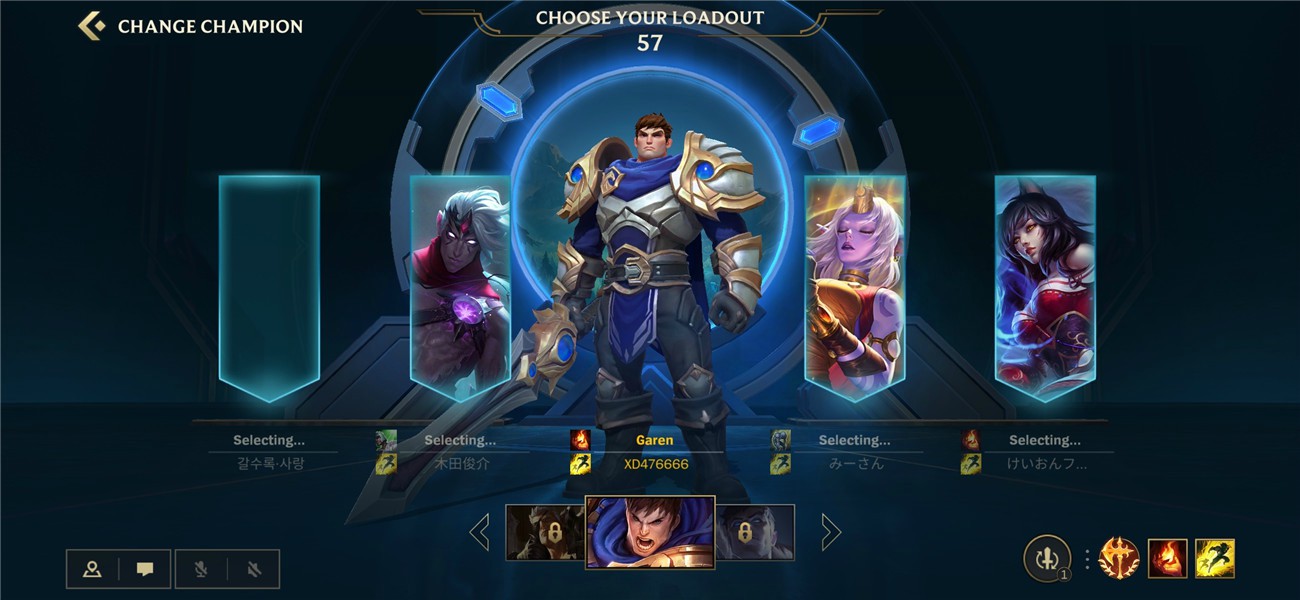 CHANGE CHAMPION
CHOOSE YOUR LOADOUT
57
Selecting...
갈수록·사랑
Selecting...
木田俊介
Garen
XD476666
Selecting...
みーさん
Selecting...
けいおんフ...
1